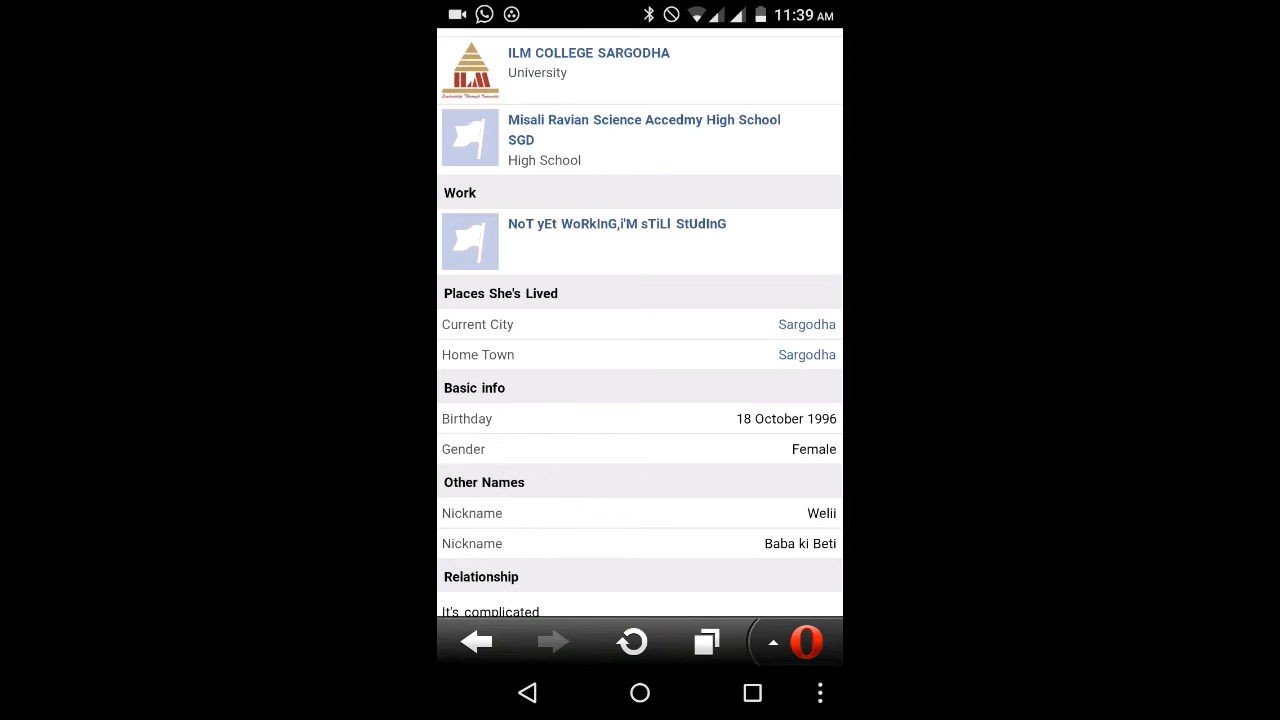 11:39 AM
ILM COLLEGE SARGODHA
University
ILM
Misali Ravian Science Accedmy High School
SGD
High School
Work
NoT yEt WoRkInG,i'M sTiLl StUdInG
Places She's Lived
Current City Sargodha
Home Town Sargodha
Basic info
Birthday 18 October 1996
Gender Female
Other Names
Nickname Welii
Nickname Baba ki Beti
Relationship
It's complicated